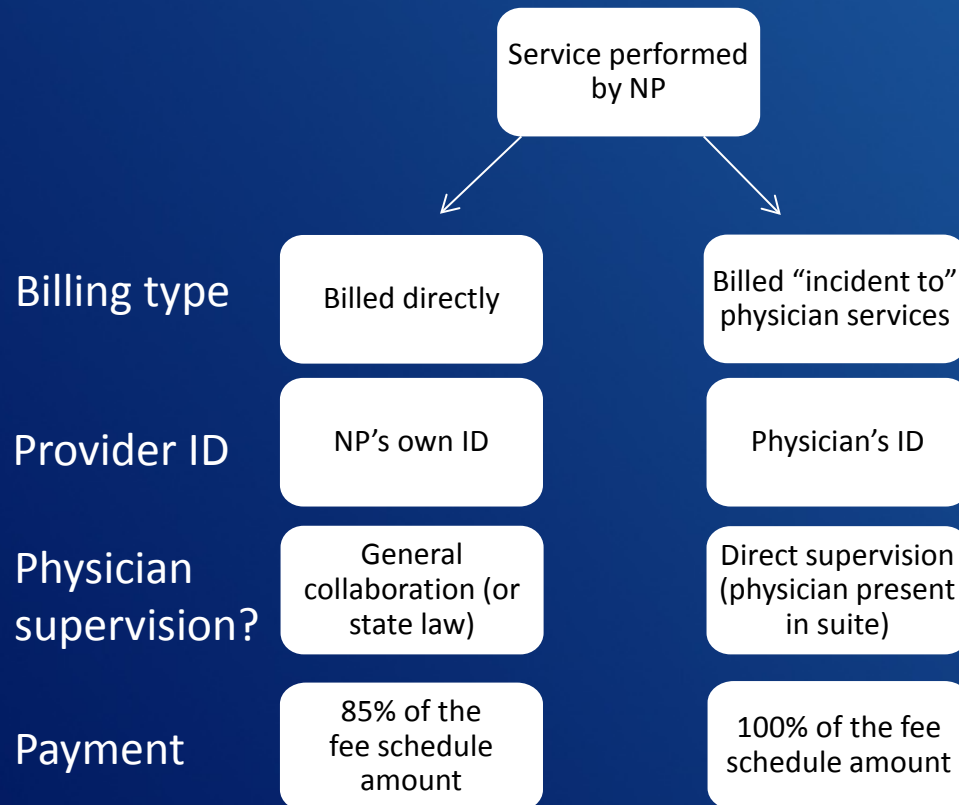 Service performed
by NP
Billing type
Billed directly
Billed “incident to”
physician services
Provider ID
NP’s own ID
Physician’s ID
Physician
supervision?
General
collaboration (or
state law)
Direct supervision
(physician present
in suite)
Payment
85% of the
fee schedule
amount
100% of the fee
schedule amount